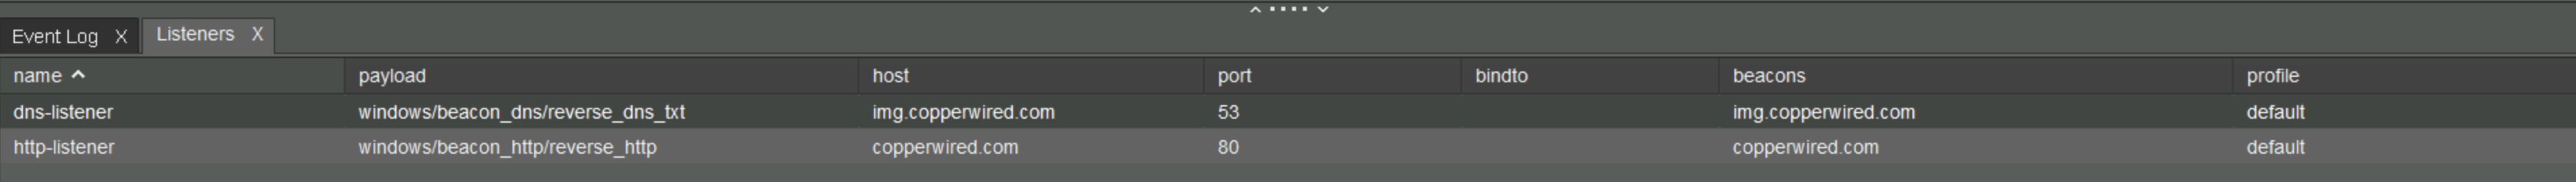 Event Log X Listeners X
name payload host port bindto beacons profile
dns-listener windows/beacon_dns/reverse_dns_txt img.copperwired.com 53 img.copperwired.com default
http-listener windows/beacon_http/reverse_http copperwired.com 80 copperwired.com default